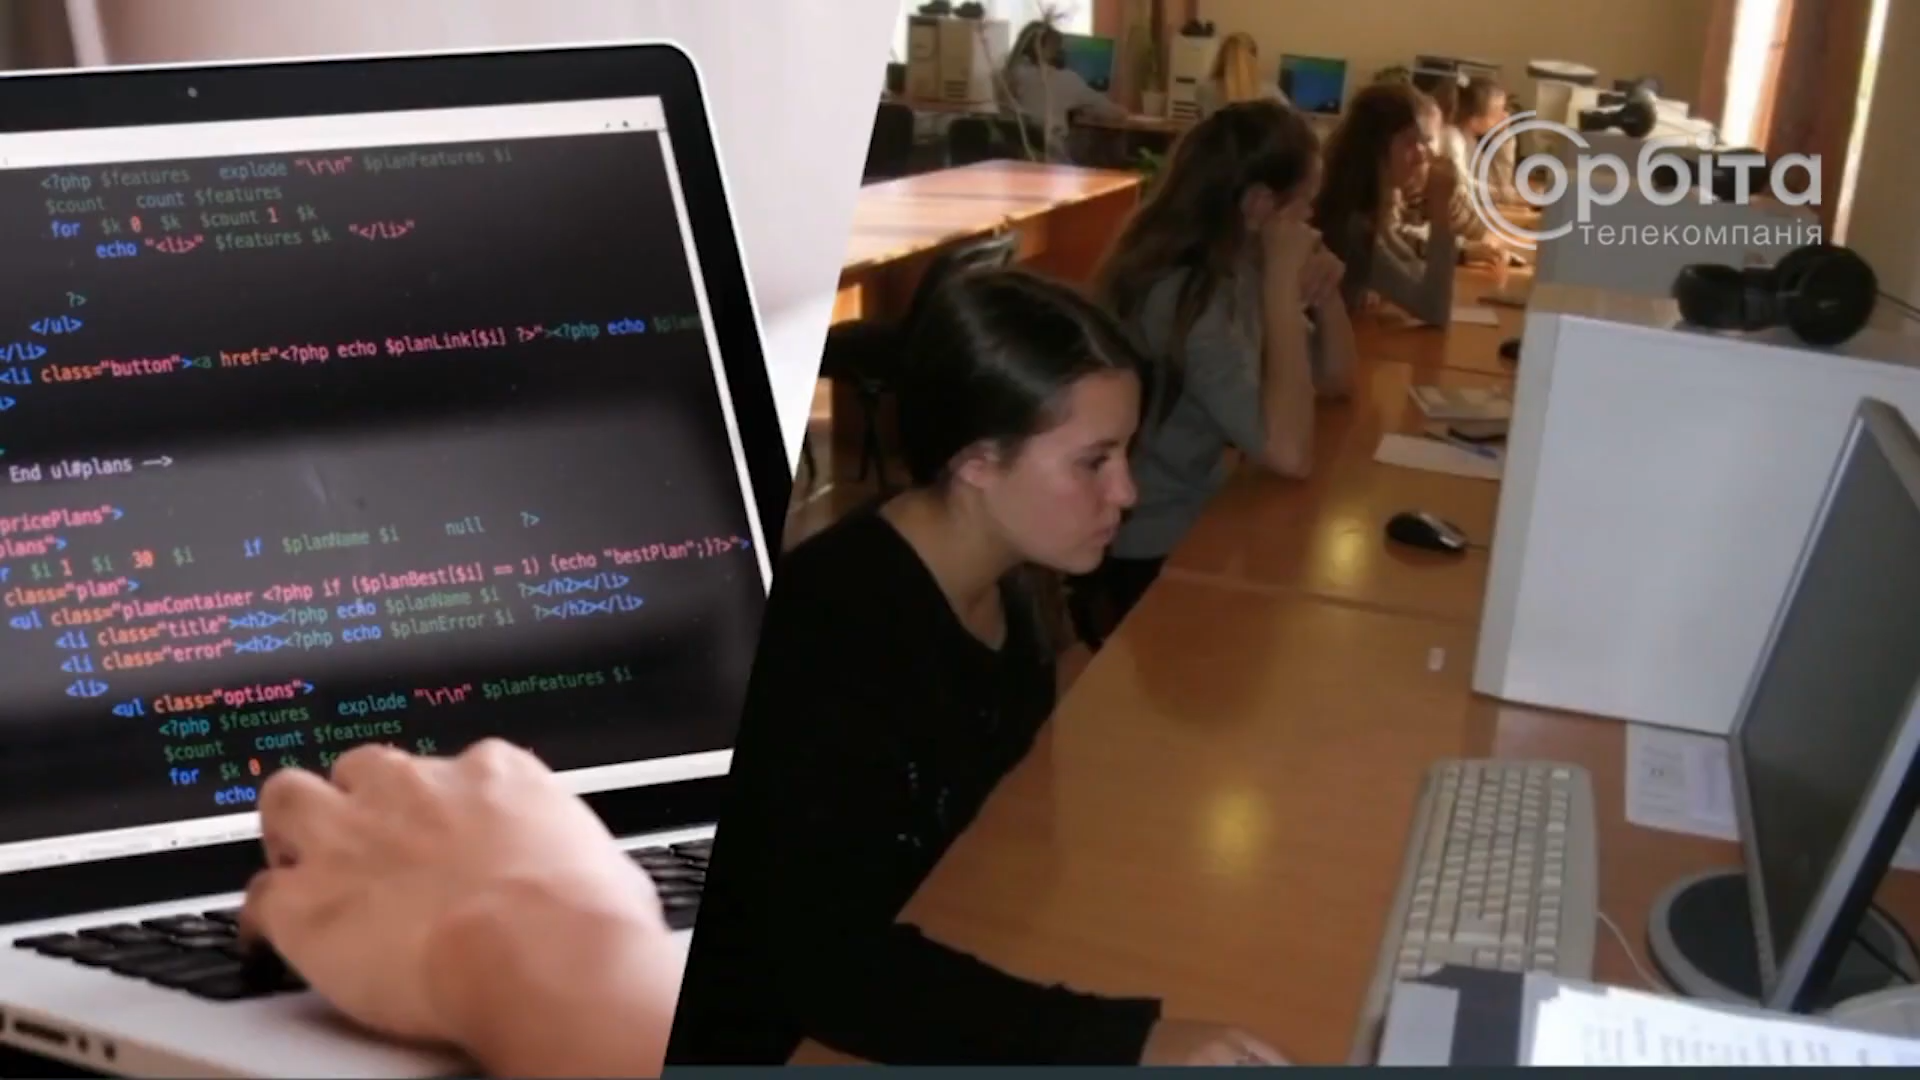 <?php $features explode "\r\n" $planFeatures $i
$count count $features
for $k 0 $k $count 1 $k
echo "<li>" $features $k "</li>"
?>
</ul>
</li>
<li class="button"><a href="<?php echo $planLink[$i] ?>"><?php echo
End ul#plans -->
pricePlans">
plans">
$i 1 $i 30 $i if $planName $i null ?>
class="plan">
<ul class="planContainer <?php if ($planBest[$i] == 1) {echo "bestPlan";}?>">
<li class="title"><h2><?php echo $planName $i ?></h2></li>
<li class="error"><h2><?php echo $planError $i ?></h2></li>
<li>
<ul class="options">
<?php $features explode "\r\n" $planFeatures $i
$count count $features
for $k 0 $k $k
echo
орбіта
телекомпанія